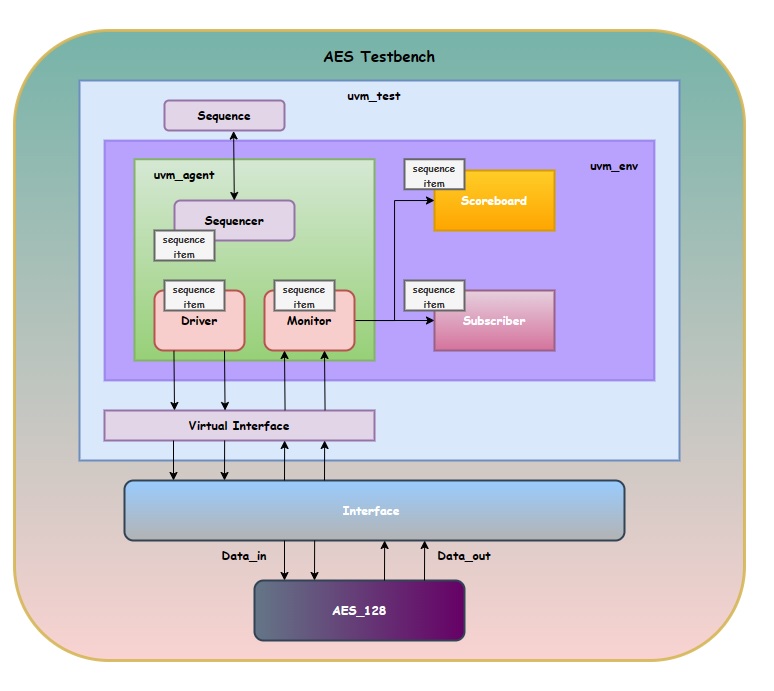 AES Testbench
uvm_test
Sequence
uvm_env
uvm_agent
sequence
item
Scoreboard
Sequencer
sequence
item
sequence
item
Driver
sequence
item
Monitor
sequence
item
Subscriber
Virtual Interface
Interface
Data_in
Data_out
AES_128